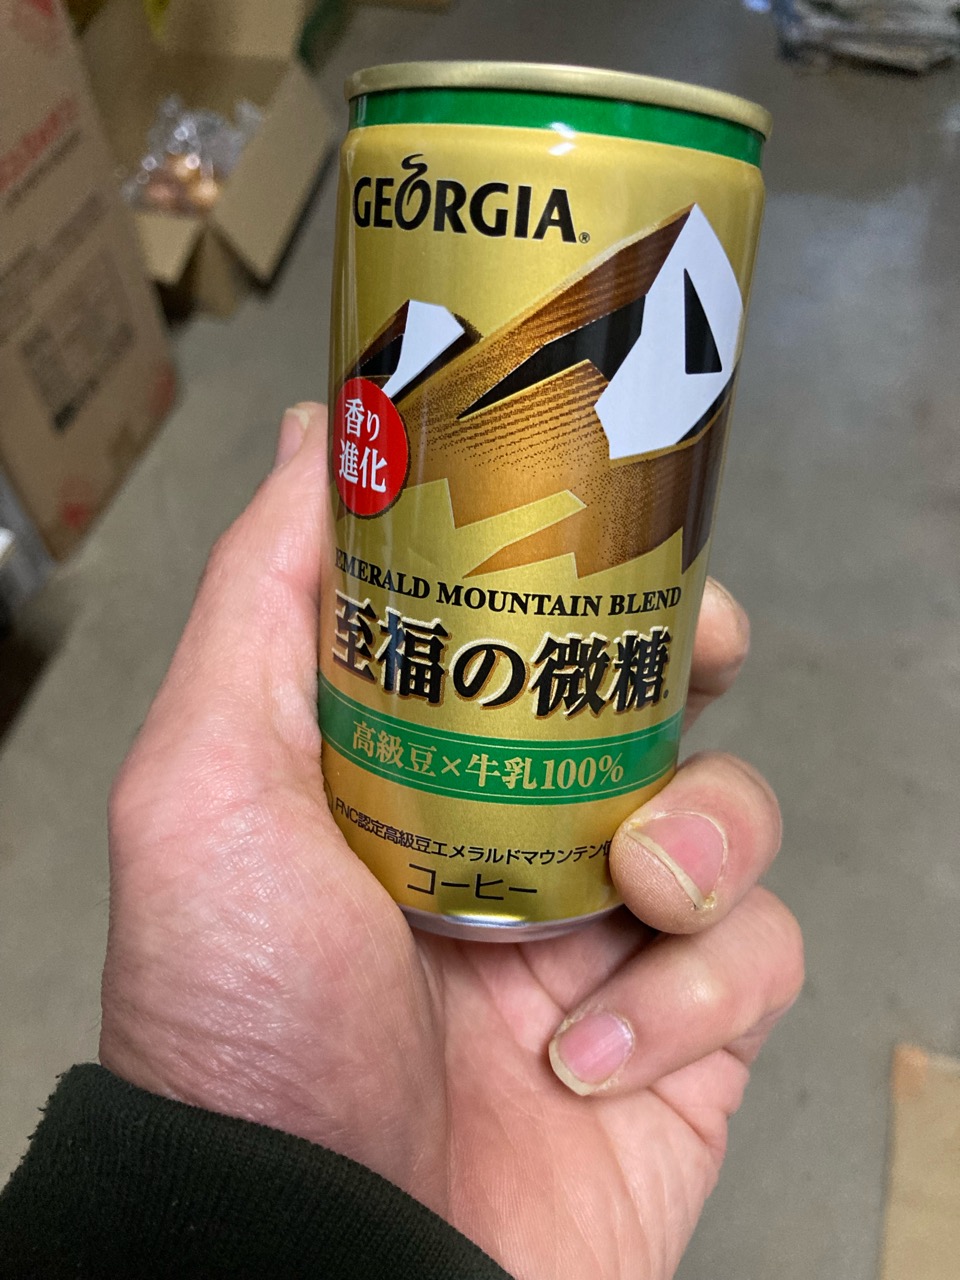 GEORGIA®
香り
進化
EMERALD MOUNTAIN BLEND
至福の微糖®
高級豆×牛乳100%
FNC認定高級豆エメラルドマウンテン
コーヒー